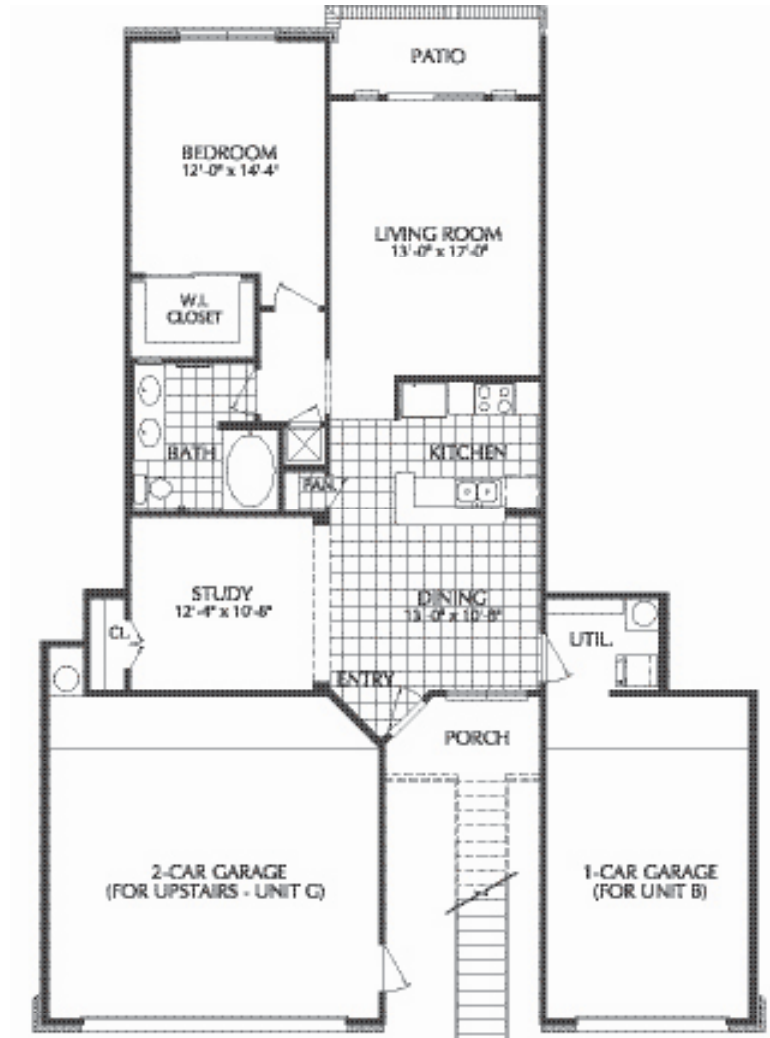 PATIO
BEDROOM
12'-0" x 14'-4"
LIVING ROOM
13'-0" x 17'-0"
W.I.
CLOSET
KITCHEN
BATH
PAN.
STUDY
12'-4" x 10'-8"
DINING
13'-0" x 10'-8"
CL.
UTIL.
ENTRY
PORCH
2-CAR GARAGE
(FOR UPSTAIRS - UNIT G)
1-CAR GARAGE
(FOR UNIT B)